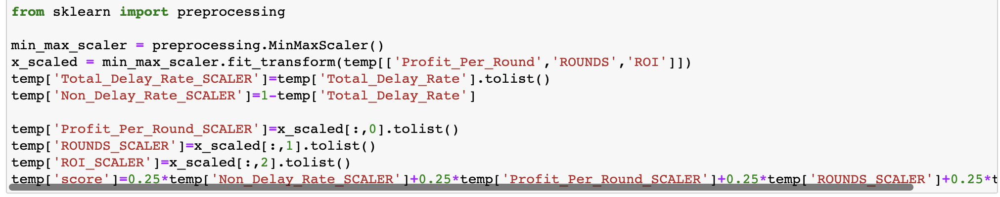 from sklearn import preprocessing
min_max_scaler = preprocessing.MinMaxScaler()
x_scaled = min_max_scaler.fit_transform(temp[['Profit_Per_Round','ROUNDS','ROI']])
temp['Total_Delay_Rate_SCALER']=temp['Total_Delay_Rate'].tolist()
temp['Non_Delay_Rate_SCALER']=1-temp['Total_Delay_Rate']
temp['Profit_Per_Round_SCALER']=x_scaled[:,0].tolist()
temp['ROUNDS_SCALER']=x_scaled[:,1].tolist()
temp['ROI_SCALER']=x_scaled[:,2].tolist()
temp['score']=0.25*temp['Non_Delay_Rate_SCALER']+0.25*temp['Profit_Per_Round_SCALER']+0.25*temp['ROUNDS_SCALER']+0.25*t